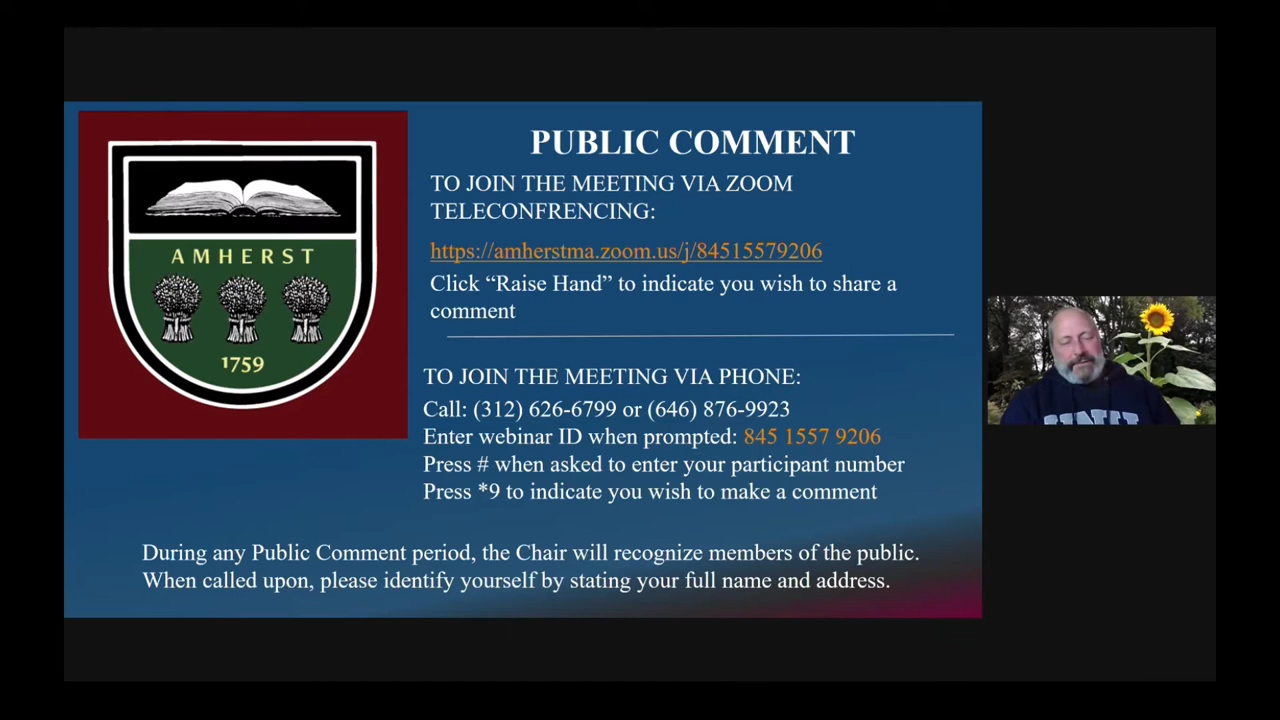 AMHERST
1759
PUBLIC COMMENT
TO JOIN THE MEETING VIA ZOOM
TELECONFRENCING:
https://amherstma.zoom.us/j/84515579206
Click “Raise Hand” to indicate you wish to share a
comment
TO JOIN THE MEETING VIA PHONE:
Call: (312) 626-6799 or (646) 876-9923
Enter webinar ID when prompted: 845 1557 9206
Press # when asked to enter your participant number
Press *9 to indicate you wish to make a comment
During any Public Comment period, the Chair will recognize members of the public.
When called upon, please identify yourself by stating your full name and address.